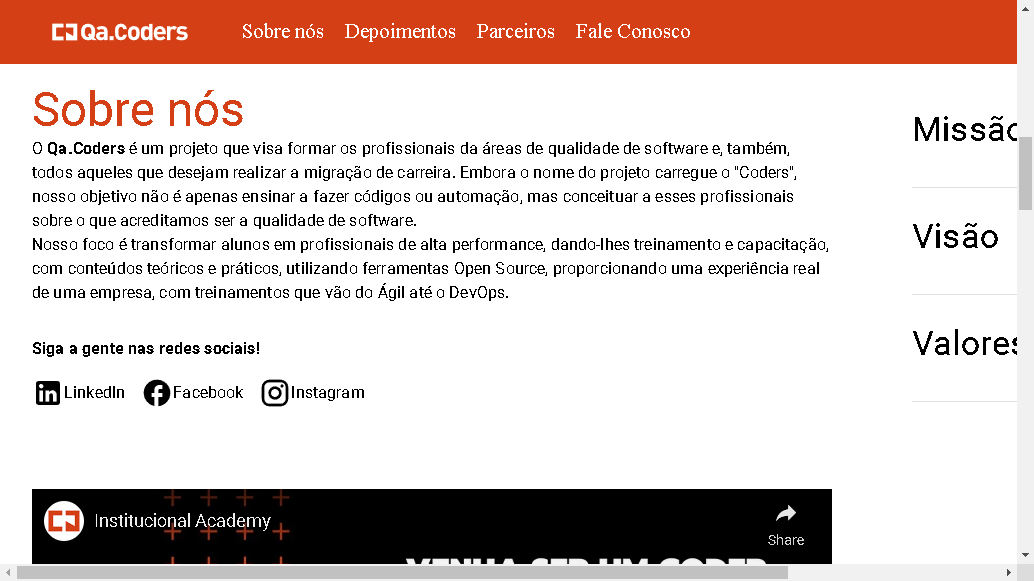 Qa.Coders
Sobre nós
Depoimentos
Parceiros
Fale Conosco
Sobre nós
O Qa.Coders é um projeto que visa formar os profissionais da áreas de qualidade de software e, também,
todos aqueles que desejam realizar a migração de carreira. Embora o nome do projeto carregue o "Coders",
nosso objetivo não é apenas ensinar a fazer códigos ou automação, mas conceituar a esses profissionais
sobre o que acreditamos ser a qualidade de software.
Nosso foco é transformar alunos em profissionais de alta performance, dando-lhes treinamento e capacitação,
com conteúdos teóricos e práticos, utilizando ferramentas Open Source, proporcionando uma experiência real
de uma empresa, com treinamentos que vão do Ágil até o DevOps.
Siga a gente nas redes sociais!
LinkedIn
Facebook
Instagram
Missão
Visão
Valores
Institucional Academy
Share
VENHA SER UM CODER